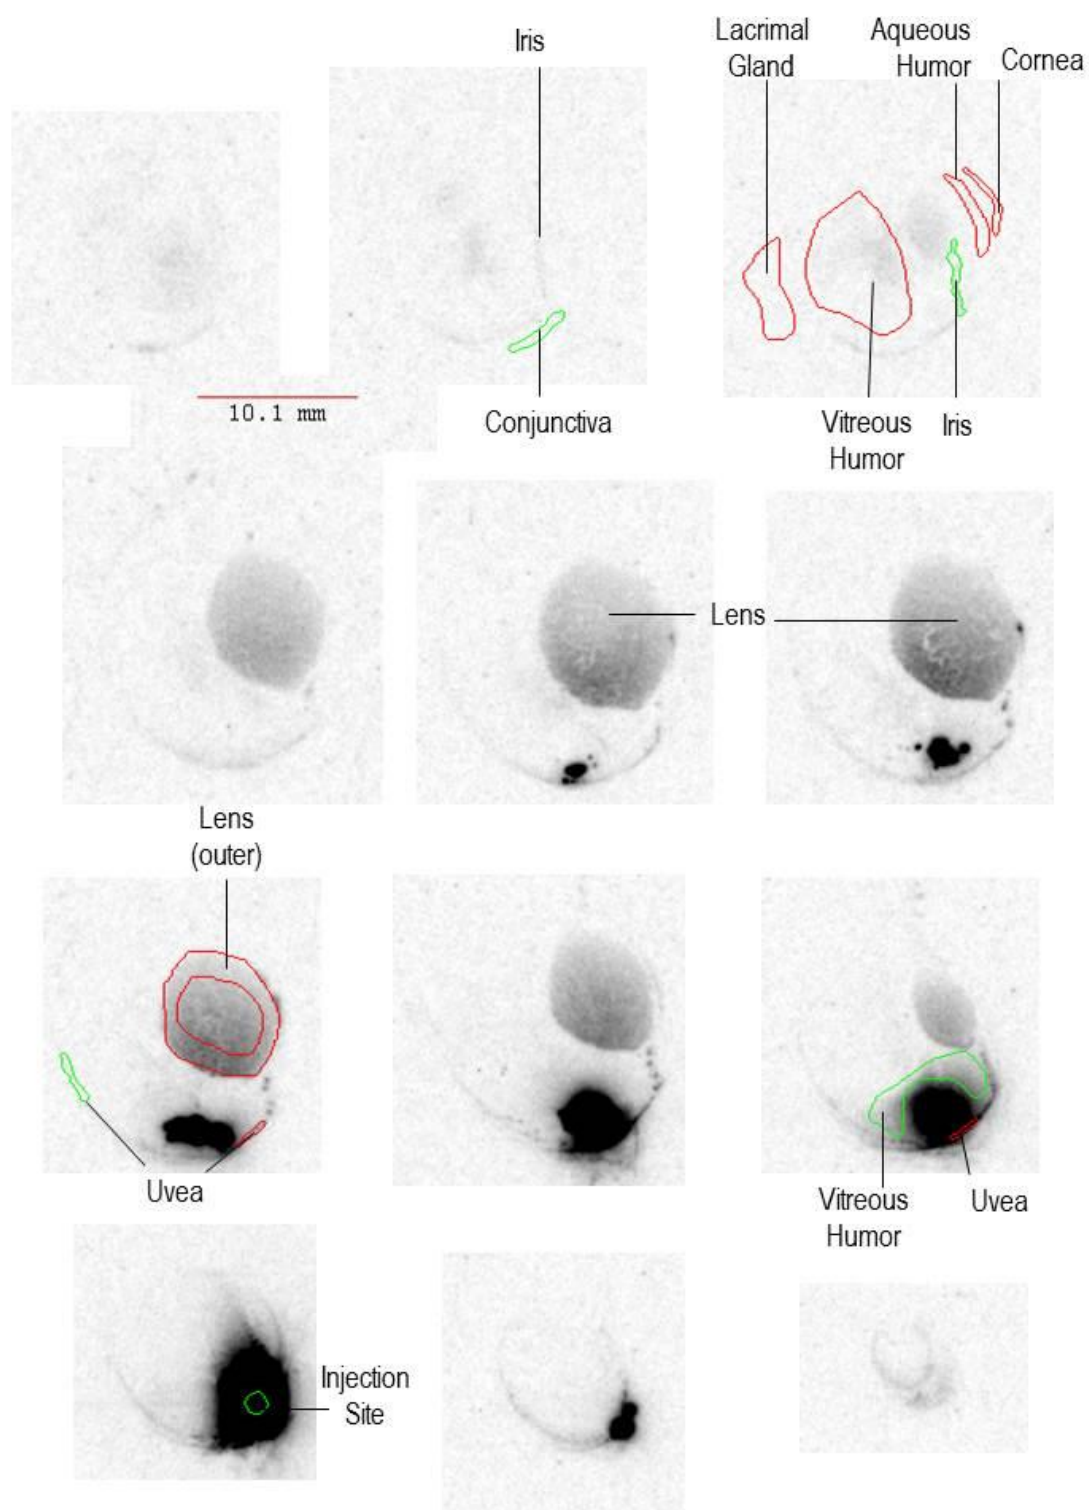 Iris
Lacrimal
Gland
Aqueous
Humor
Cornea
10.1 mm
Conjunctiva
Vitreous
Humor
Iris
Lens
Lens
(outer)
Uvea
Vitreous
Humor
Uvea
Injection
Site